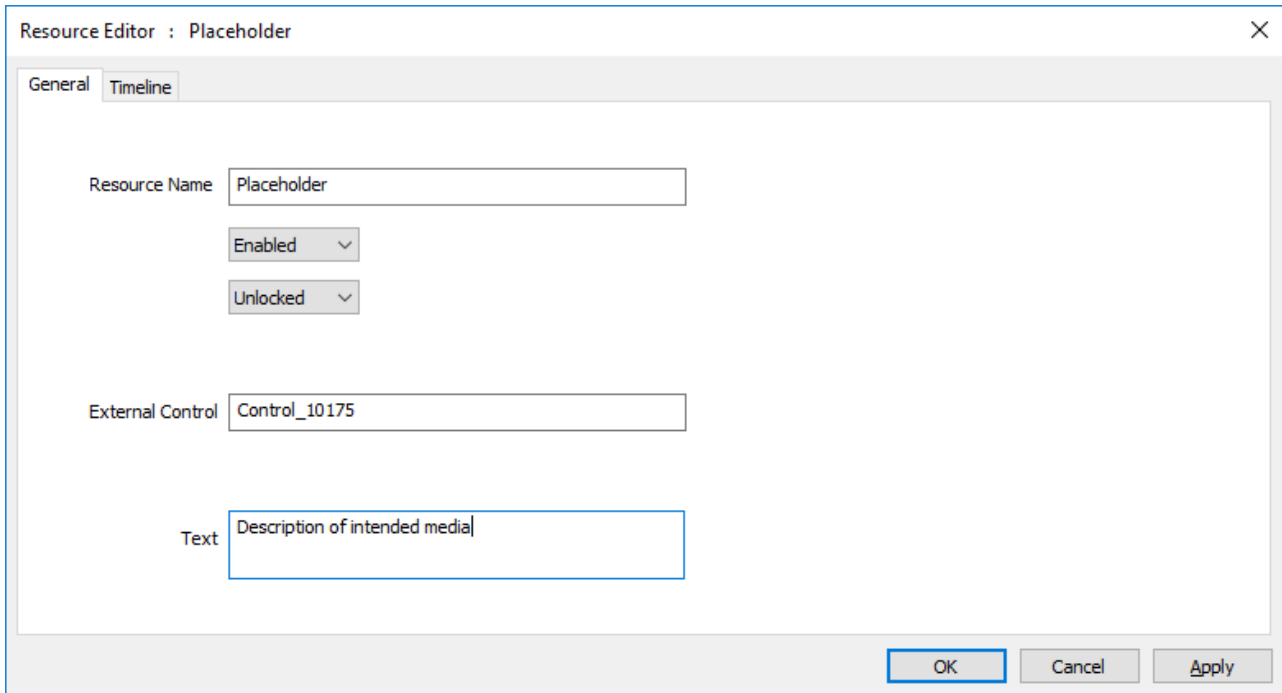 Resource Editor : Placeholder
General Timeline
Resource Name Placeholder
Enabled
Unlocked
External Control Control_10175
Text Description of intended media
OK Cancel Apply